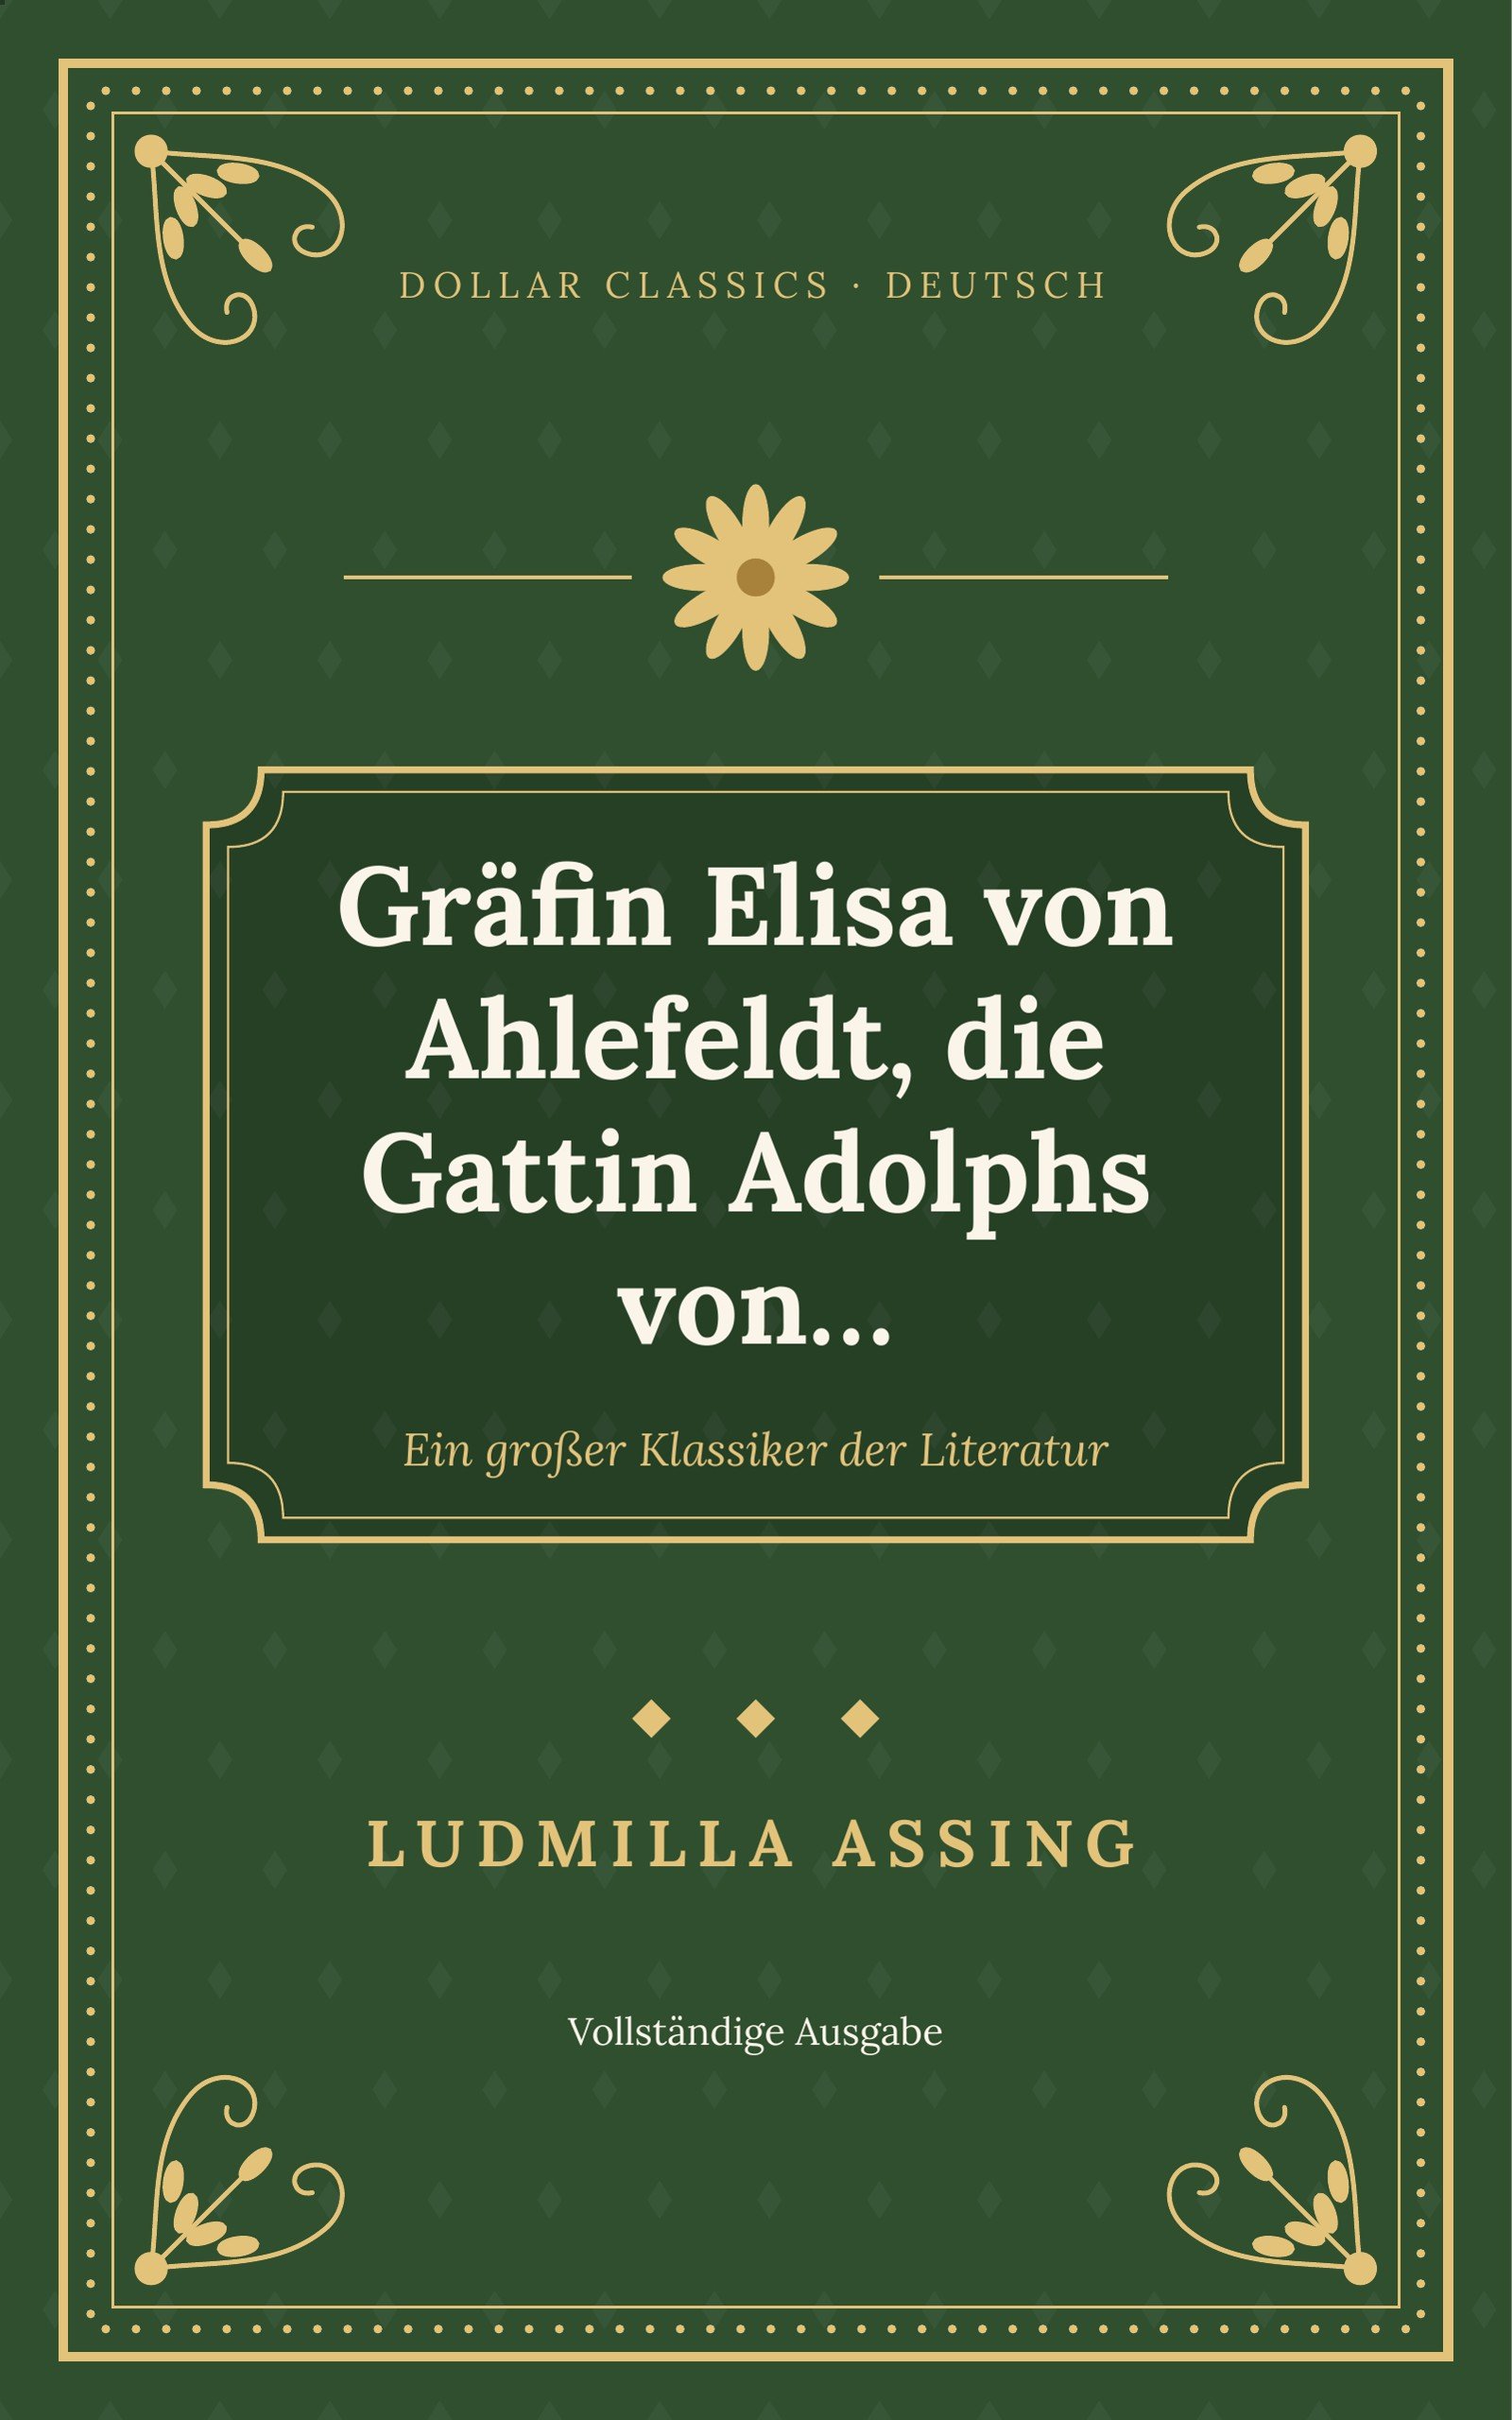 DOLLAR CLASSICS · DEUTSCH
Gräfin Elisa von
Ahlefeldt, die
Gattin Adolphs
von...
Ein großer Klassiker der Literatur
LUDMILLA ASSING
Vollständige Ausgabe